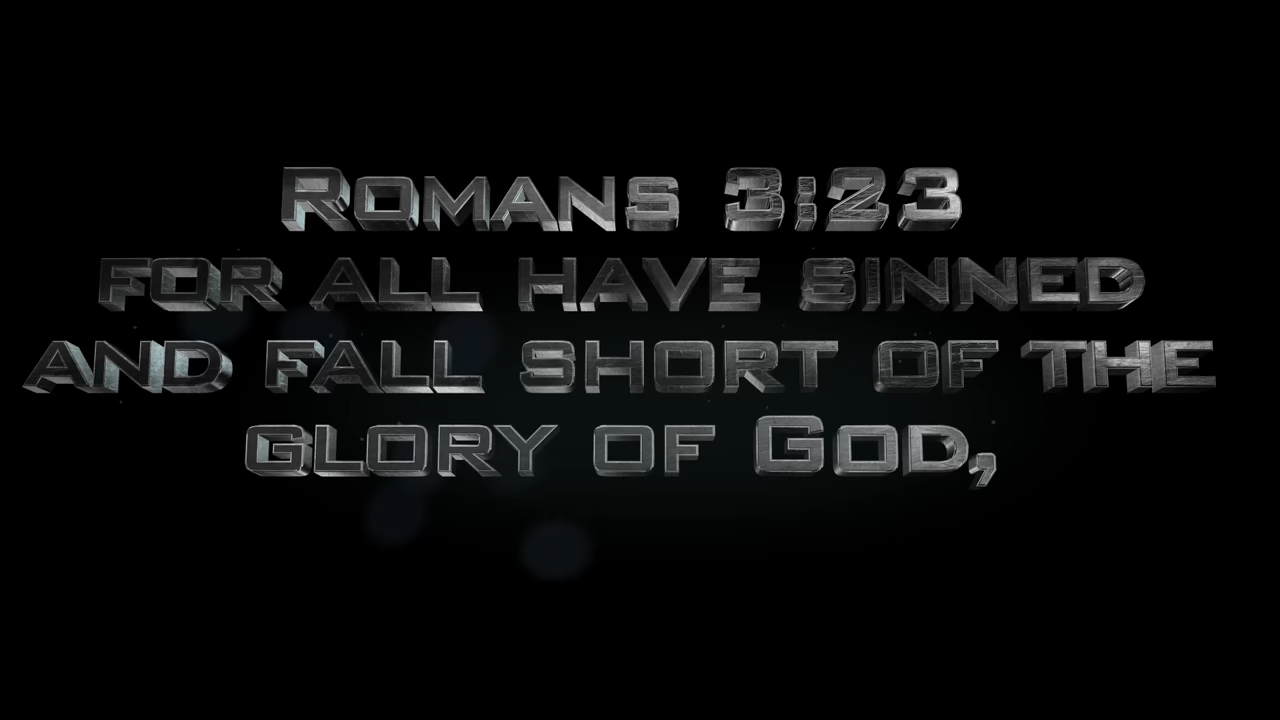 Romans 3:23
for all have sinned
and fall short of the
glory of God,